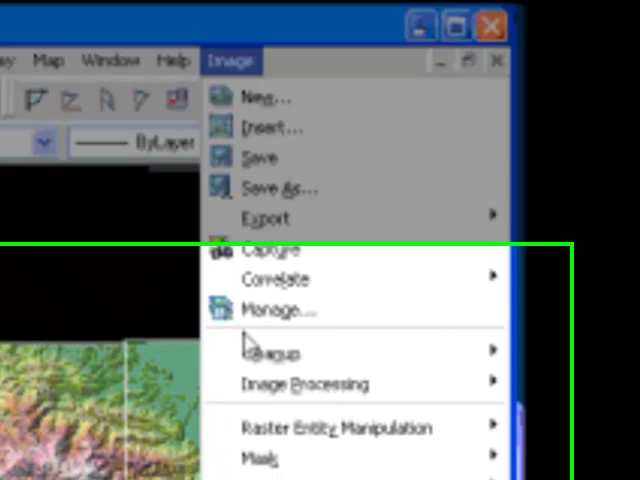 Map Window Help Image
New...
Insert...
ByLayer
Save
Save As...
Export
Capture
Correlate
Manage...
Image Processing
Raster Entity Manipulation
Mask